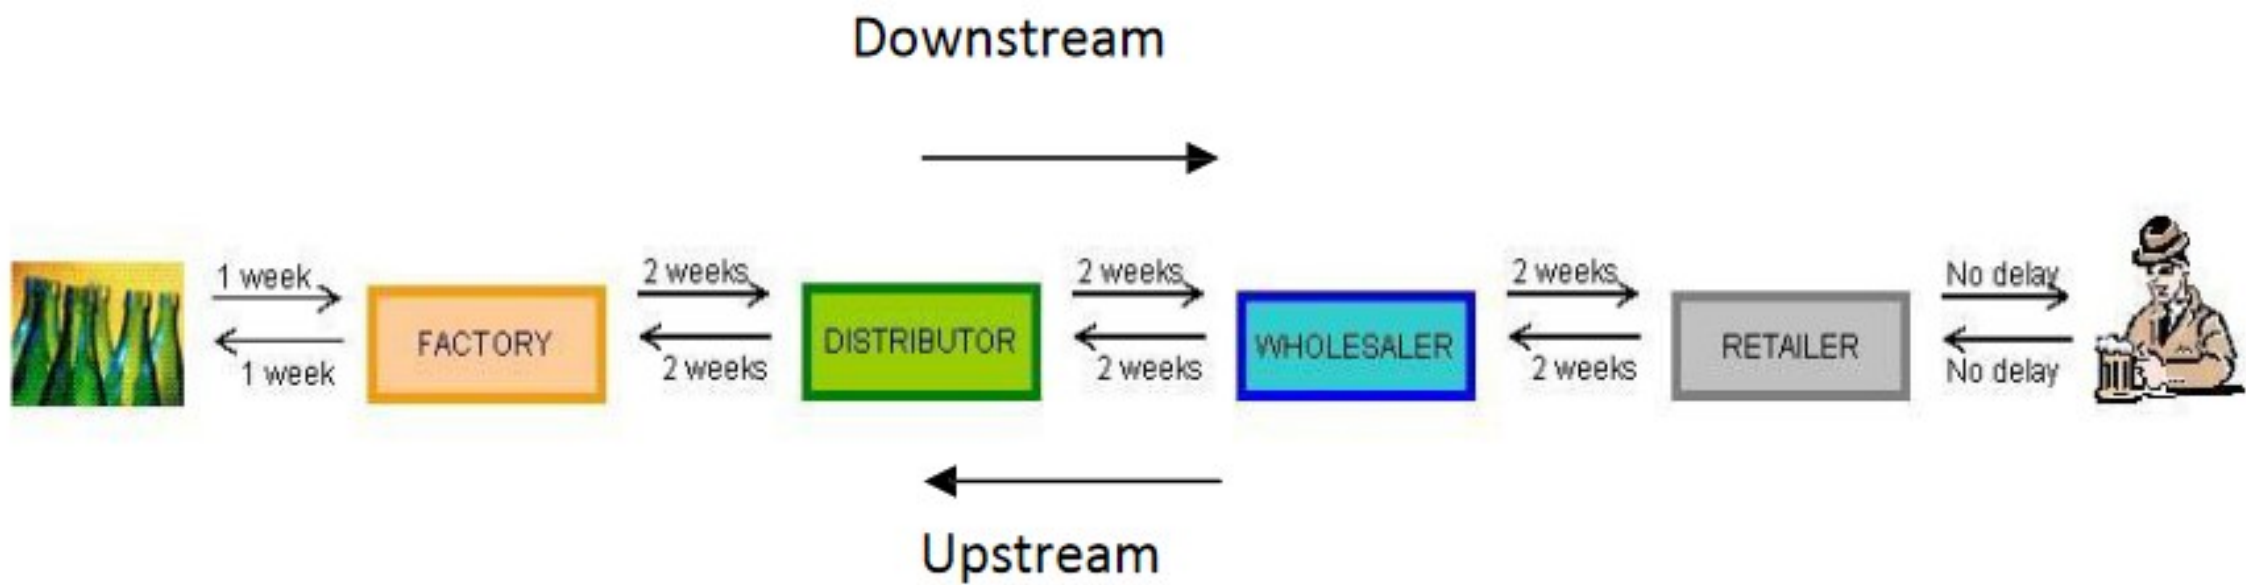 Downstream
1 week
1 week
FACTORY
2 weeks
2 weeks
DISTRIBUTOR
2 weeks
2 weeks
WHOLESALER
2 weeks
2 weeks
RETAILER
No delay
No delay
Upstream